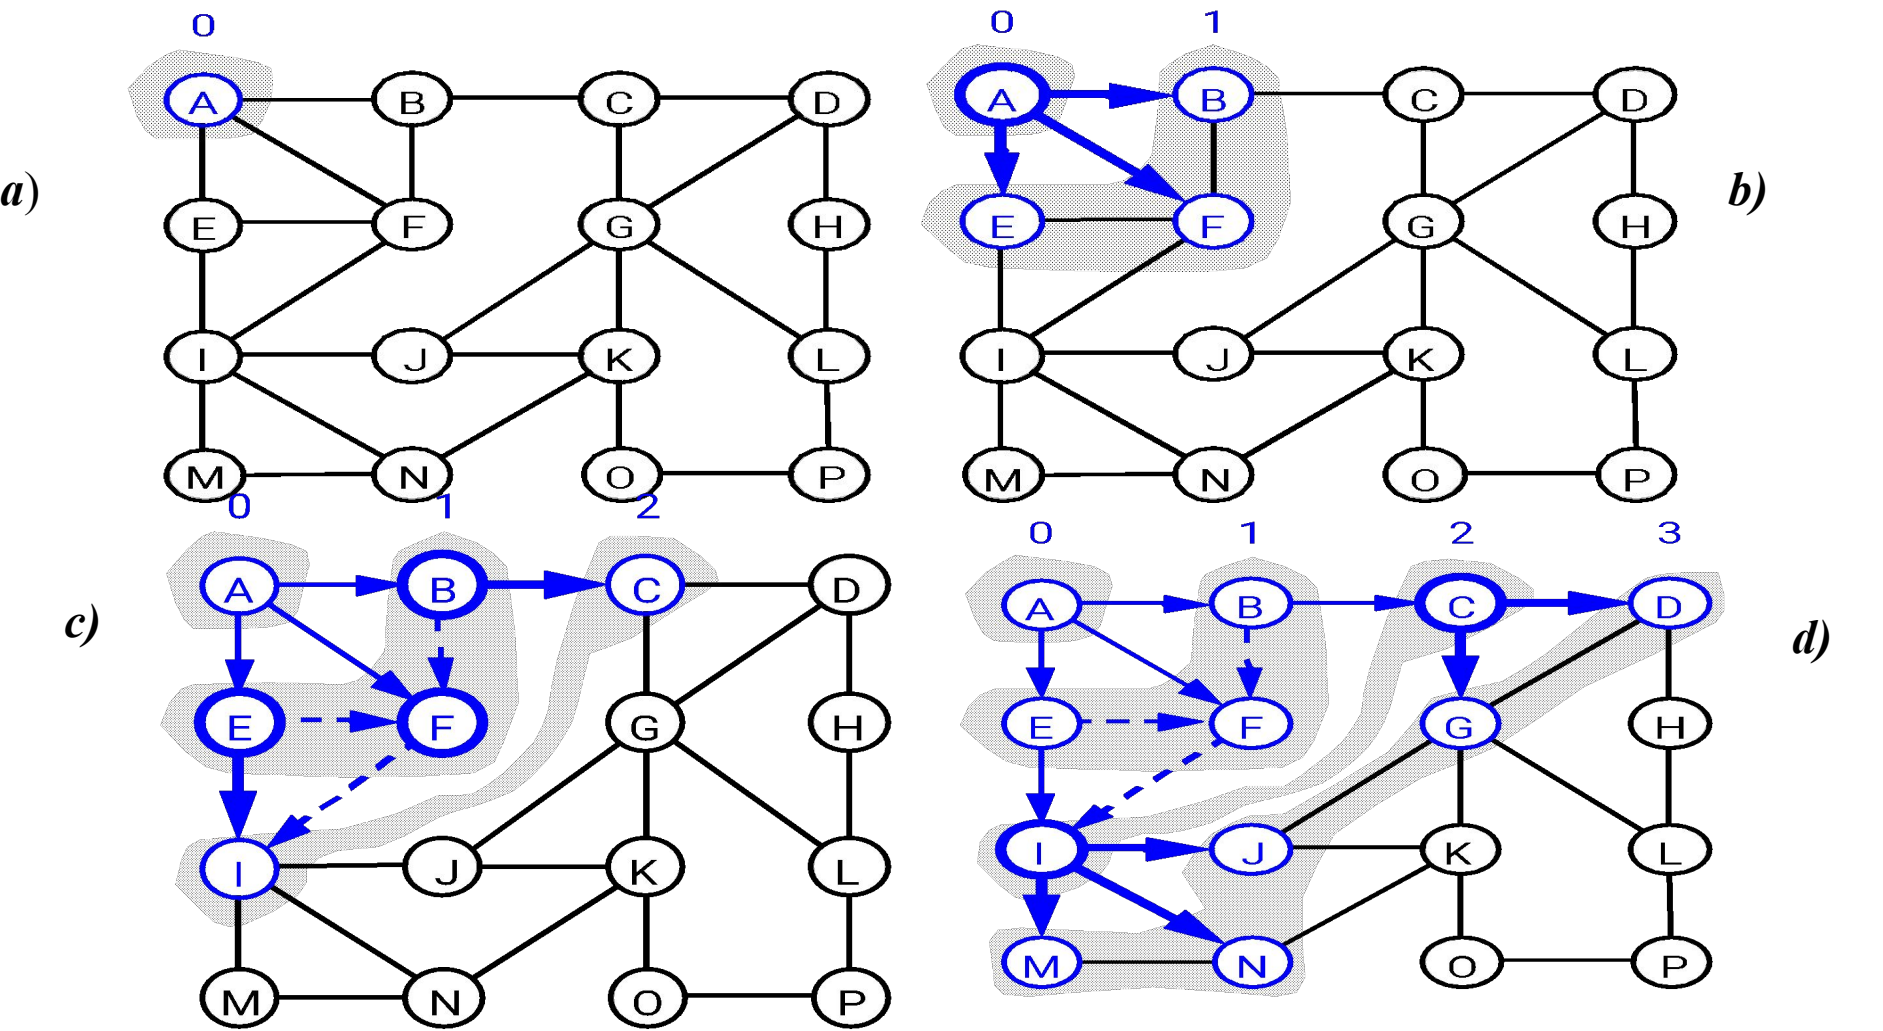 0
A B C D
a)
E F G H
I J K L
M N O P
0 1
A B C D
b)
E F G H
I J K L
M N O P
0 1 2
A B C D
c)
E F G H
I J K L
M N O P
0 1 2 3
A B C D
d)
E F G H
I J K L
M N O P